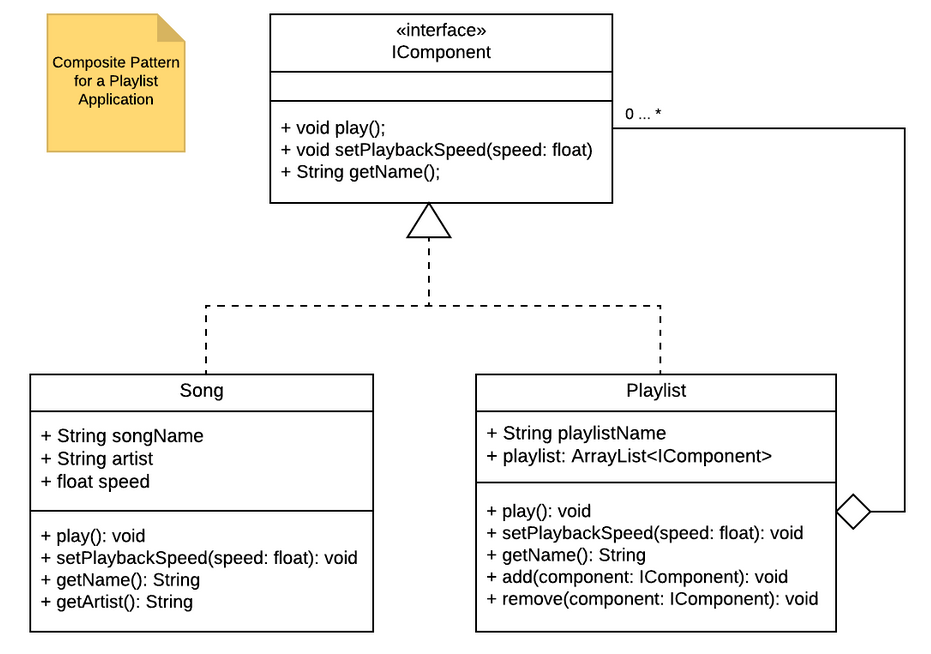 Composite Pattern
for a Playlist
Application
«interface»
IComponent
+ void play();
+ void setPlaybackSpeed(speed: float)
+ String getName();
0 ... *
Song
+ String songName
+ String artist
+ float speed
+ play(): void
+ setPlaybackSpeed(speed: float): void
+ getName(): String
+ getArtist(): String
Playlist
+ String playlistName
+ playlist: ArrayList<IComponent>
+ play(): void
+ setPlaybackSpeed(speed: float): void
+ getName(): String
+ add(component: IComponent): void
+ remove(component: IComponent): void